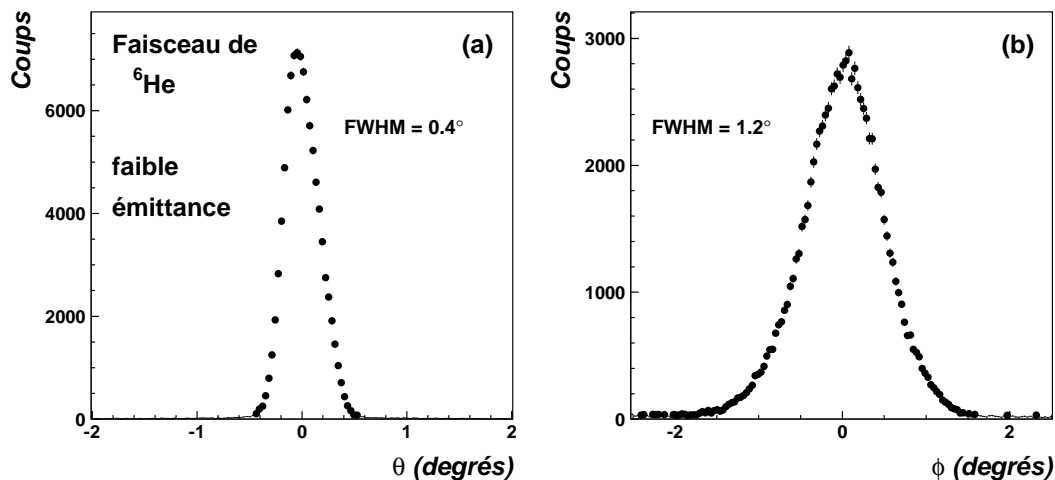 Coups
Faisceau de
⁶He
faible
émittance
(a)
FWHM = 0.4°
6000
4000
2000
0
-2 -1 0 1 2
θ (degrés)
Coups
(b)
FWHM = 1.2°
3000
2000
1000
0
-2 0 2
ϕ (degrés)